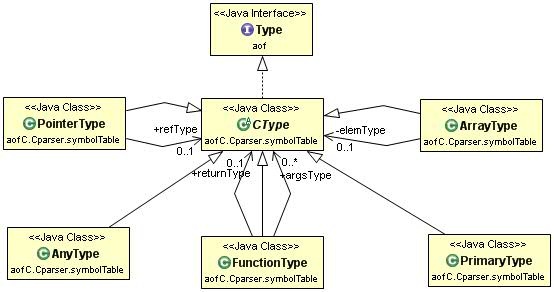 <<Java Interface>>
Type
aof
<<Java Class>>
PointerType
aofC.Cparser.symbolTable
<<Java Class>>
CType
aofC.Cparser.symbolTable
<<Java Class>>
ArrayType
aofC.Cparser.symbolTable
+refType
0..1
-elemType
0..1
+returnType
0..1
0..*
+argsType
<<Java Class>>
AnyType
aofC.Cparser.symbolTable
<<Java Class>>
FunctionType
aofC.Cparser.symbolTable
<<Java Class>>
PrimaryType
aofC.Cparser.symbolTable